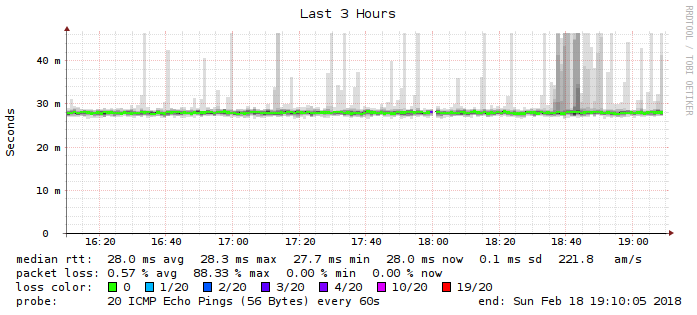 Last 3 Hours
RRDTOOL / TOBI OETIKER
Seconds
40 m
30 m
20 m
10 m
0
16:20 16:40 17:00 17:20 17:40 18:00 18:20 18:40 19:00
median rtt: 28.0 ms avg 28.3 ms max 27.7 ms min 28.0 ms now 0.1 ms sd 221.8 am/s
packet loss: 0.57 % avg 88.33 % max 0.00 % min 0.00 % now
loss color: 0 1/20 2/20 3/20 4/20 10/20 19/20
probe: 20 ICMP Echo Pings (56 Bytes) every 60s end: Sun Feb 18 19:10:05 2018